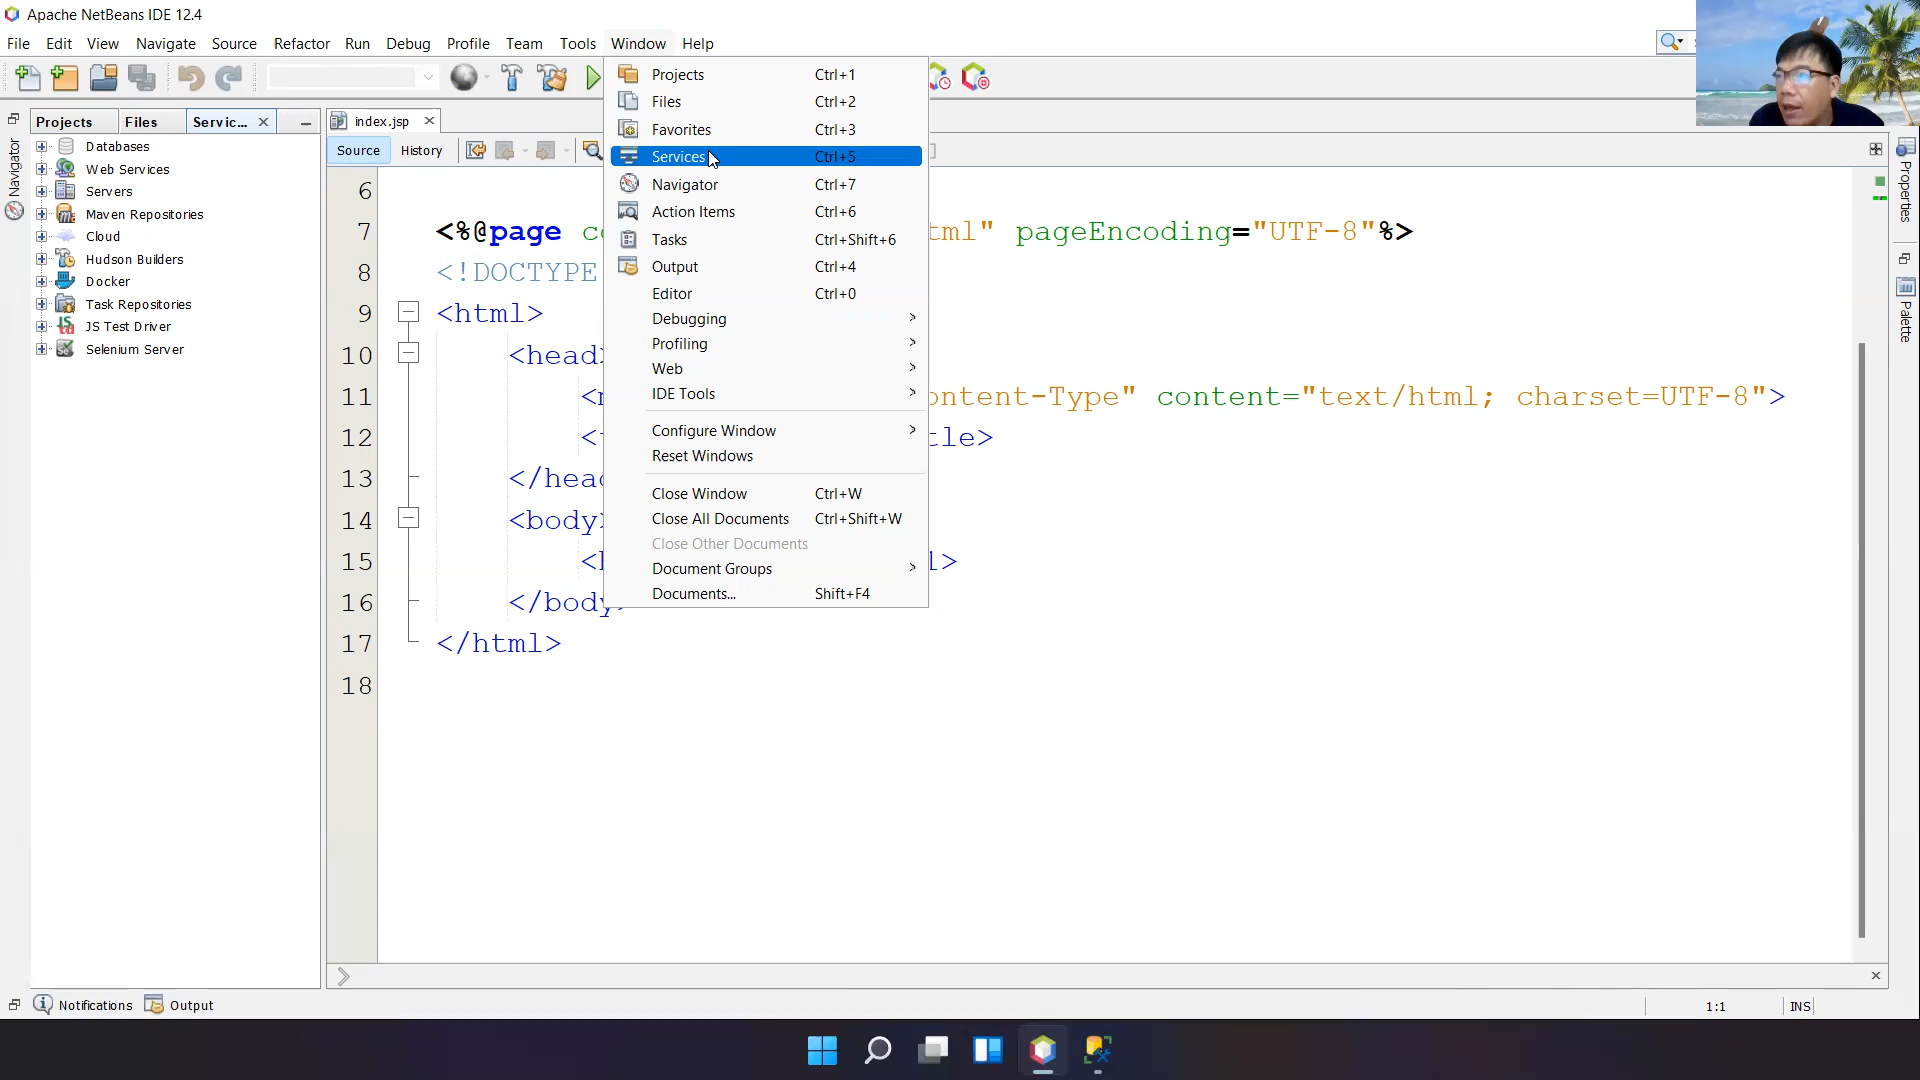 Apache NetBeans IDE 12.4
File Edit View Navigate Source Refactor Run Debug Profile Team Tools Window Help
Projects Files Servic...
Databases
Web Services
Servers
Maven Repositories
Cloud
Hudson Builders
Docker
Task Repositories
JS Test Driver
Selenium Server
Navigator
index.jsp
Source History
6
7 <%@page co ml" pageEncoding="UTF-8"%>
8 <!DOCTYPE
9 <html>
10 <head>
11 <m ontent-Type" content="text/html; charset=UTF-8">
12 <t le>
13 </head
14 <body>
15 <h l>
16 </body>
17 </html>
18
Projects Ctrl+1
Files Ctrl+2
Favorites Ctrl+3
Services Ctrl+5
Navigator Ctrl+7
Action Items Ctrl+6
Tasks Ctrl+Shift+6
Output Ctrl+4
Editor Ctrl+0
Debugging
Profiling
Web
IDE Tools
Configure Window
Reset Windows
Close Window Ctrl+W
Close All Documents Ctrl+Shift+W
Close Other Documents
Document Groups
Documents... Shift+F4
Properties
Palette
Notifications Output
1:1 INS